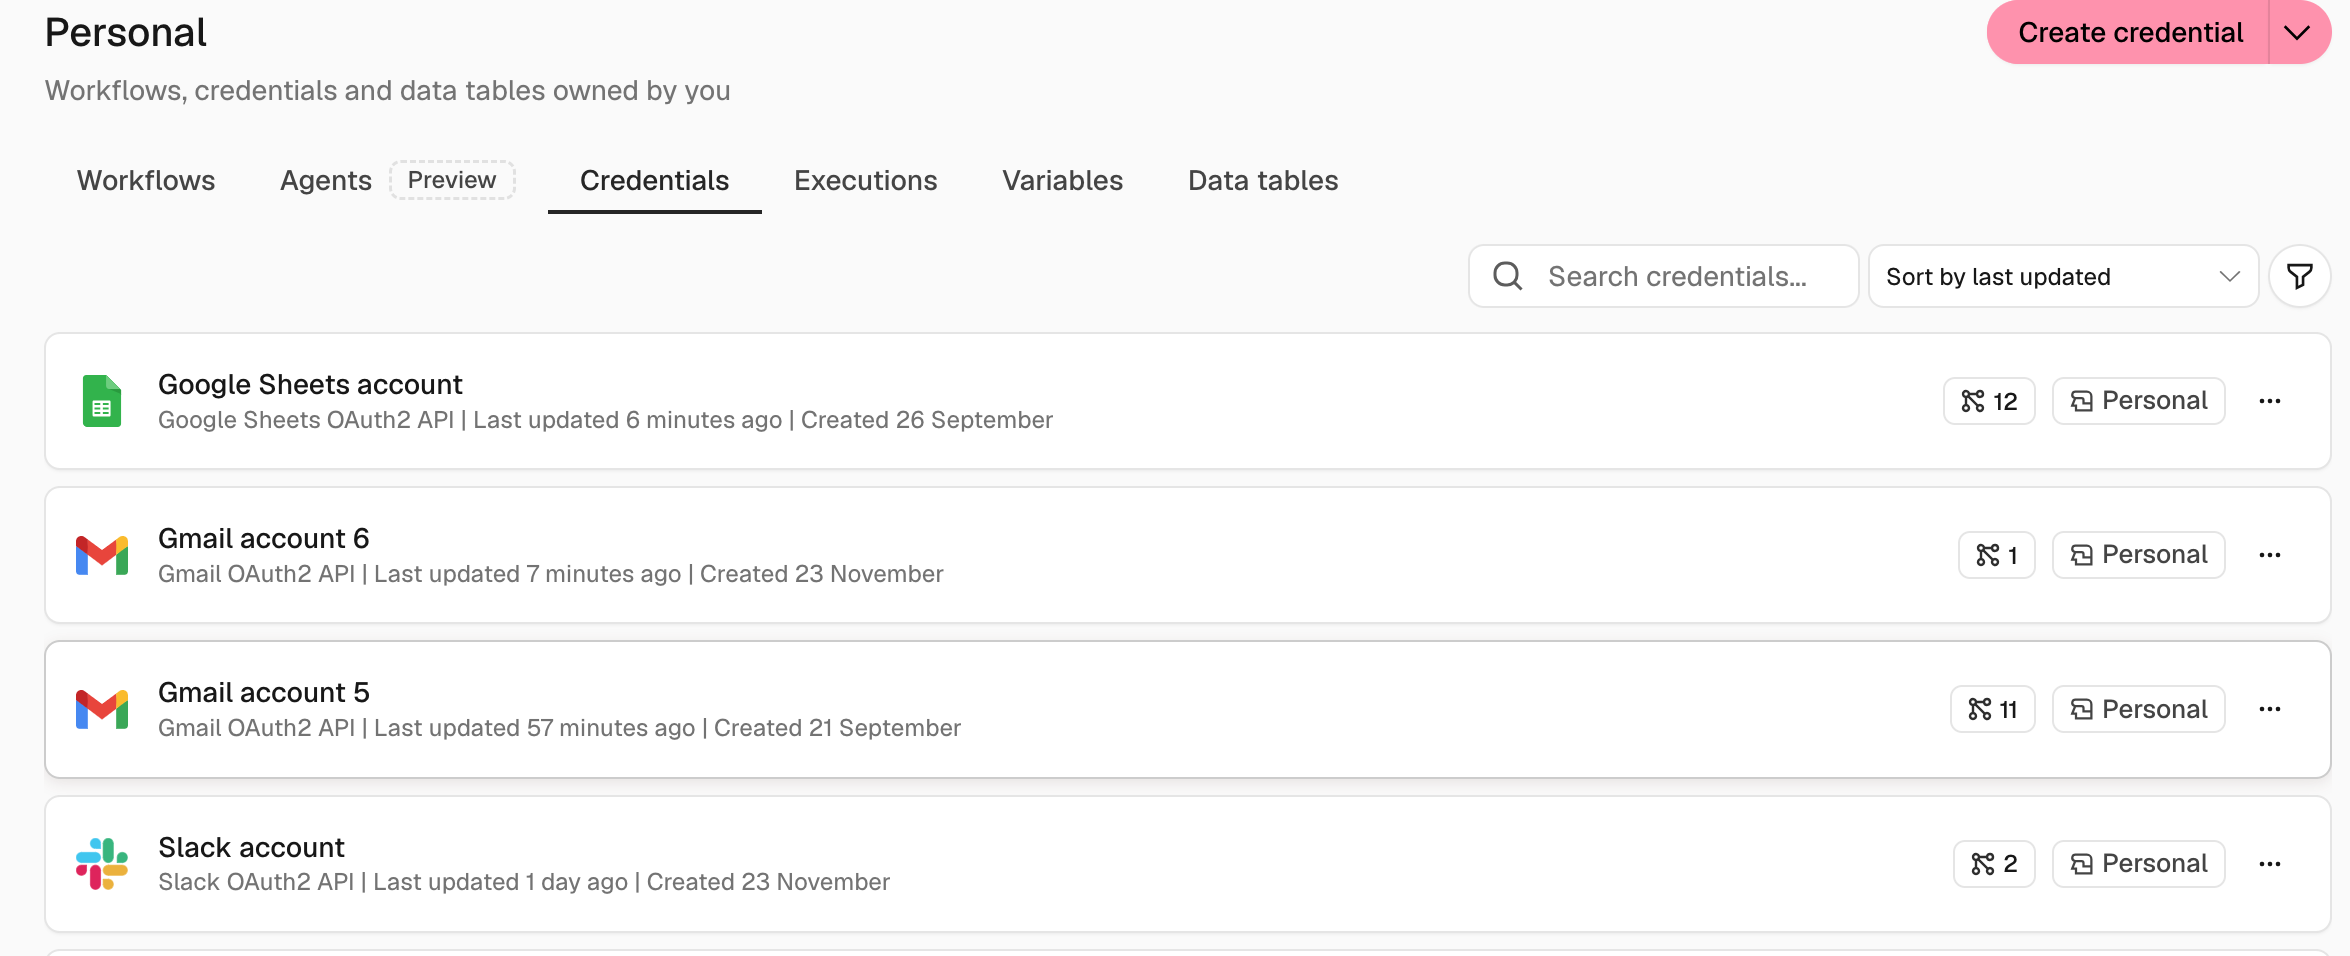 Personal
Create credential
Workflows, credentials and data tables owned by you
Workflows Agents Preview Credentials Executions Variables Data tables
Search credentials... Sort by last updated
Google Sheets account
Google Sheets OAuth2 API | Last updated 6 minutes ago | Created 26 September
12 Personal
Gmail account 6
Gmail OAuth2 API | Last updated 7 minutes ago | Created 23 November
1 Personal
Gmail account 5
Gmail OAuth2 API | Last updated 57 minutes ago | Created 21 September
11 Personal
Slack account
Slack OAuth2 API | Last updated 1 day ago | Created 23 November
2 Personal